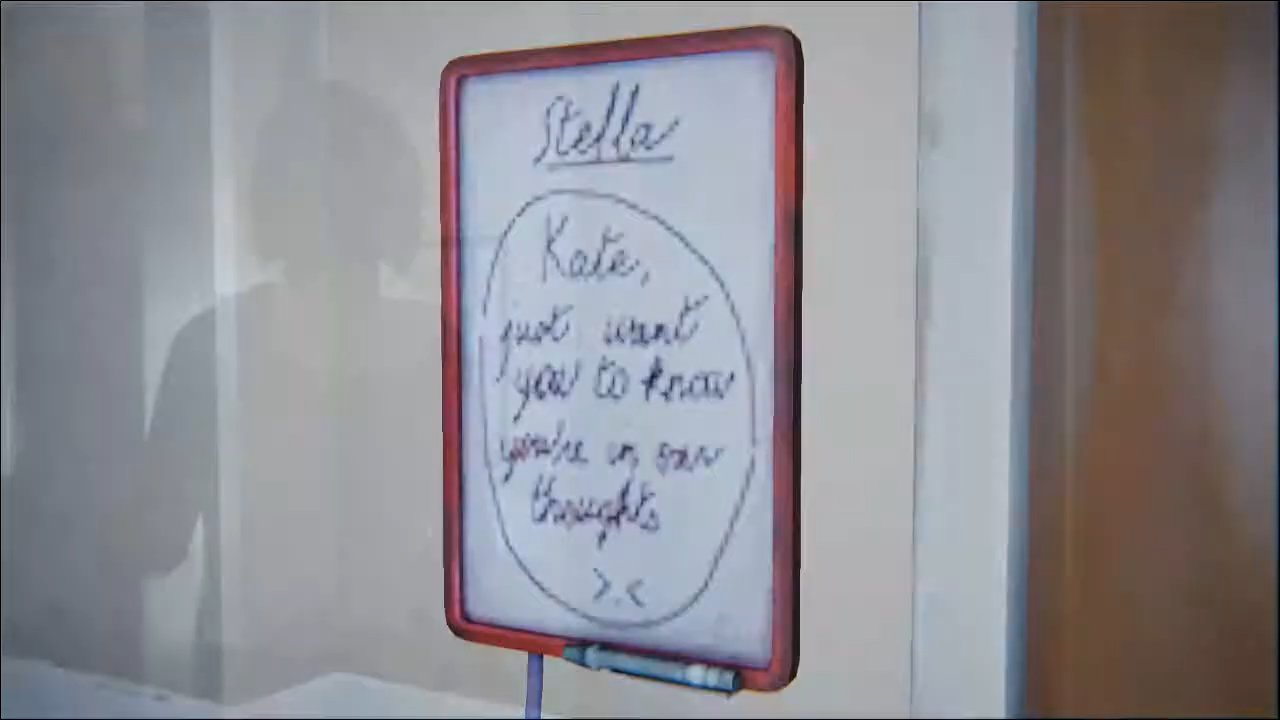 Stella
Kate,
just want
you to know
you're in our
thoughts
>.<